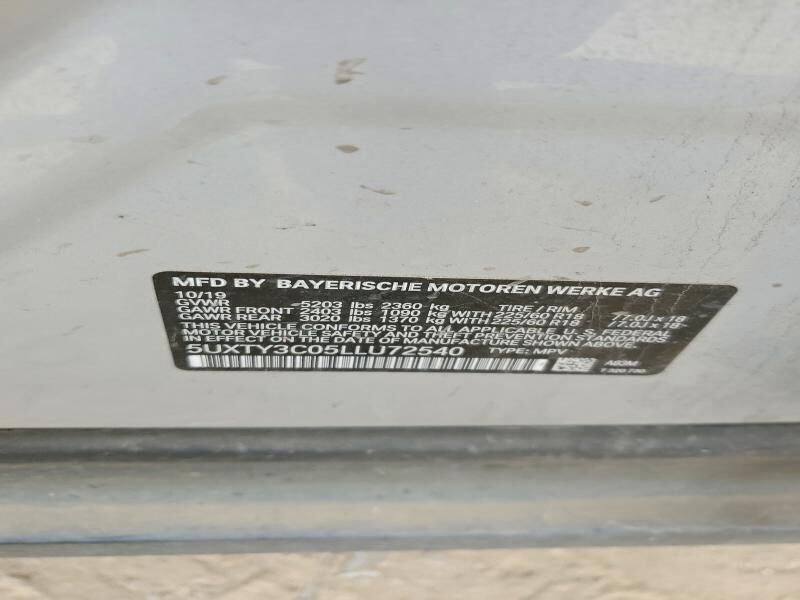 MFD BY BAYERISCHE MOTOREN WERKE AG
10/19
GVWR 5203 lbs 2360 kg TIRE / RIM
GAWR FRONT 2403 lbs 1090 kg WITH 225/60 R18 7.0J x 18
GAWR REAR 3020 lbs 1370 kg WITH 225/60 R18 7.0J x 18
THIS VEHICLE CONFORMS TO ALL APPLICABLE U.S. FEDERAL
MOTOR VEHICLE SAFETY AND THEFT PREVENTION STANDARDS
IN EFFECT ON THE DATE OF MANUFACTURE SHOWN ABOVE.
5UXTY3C05LLU72540 TYPE: MPV